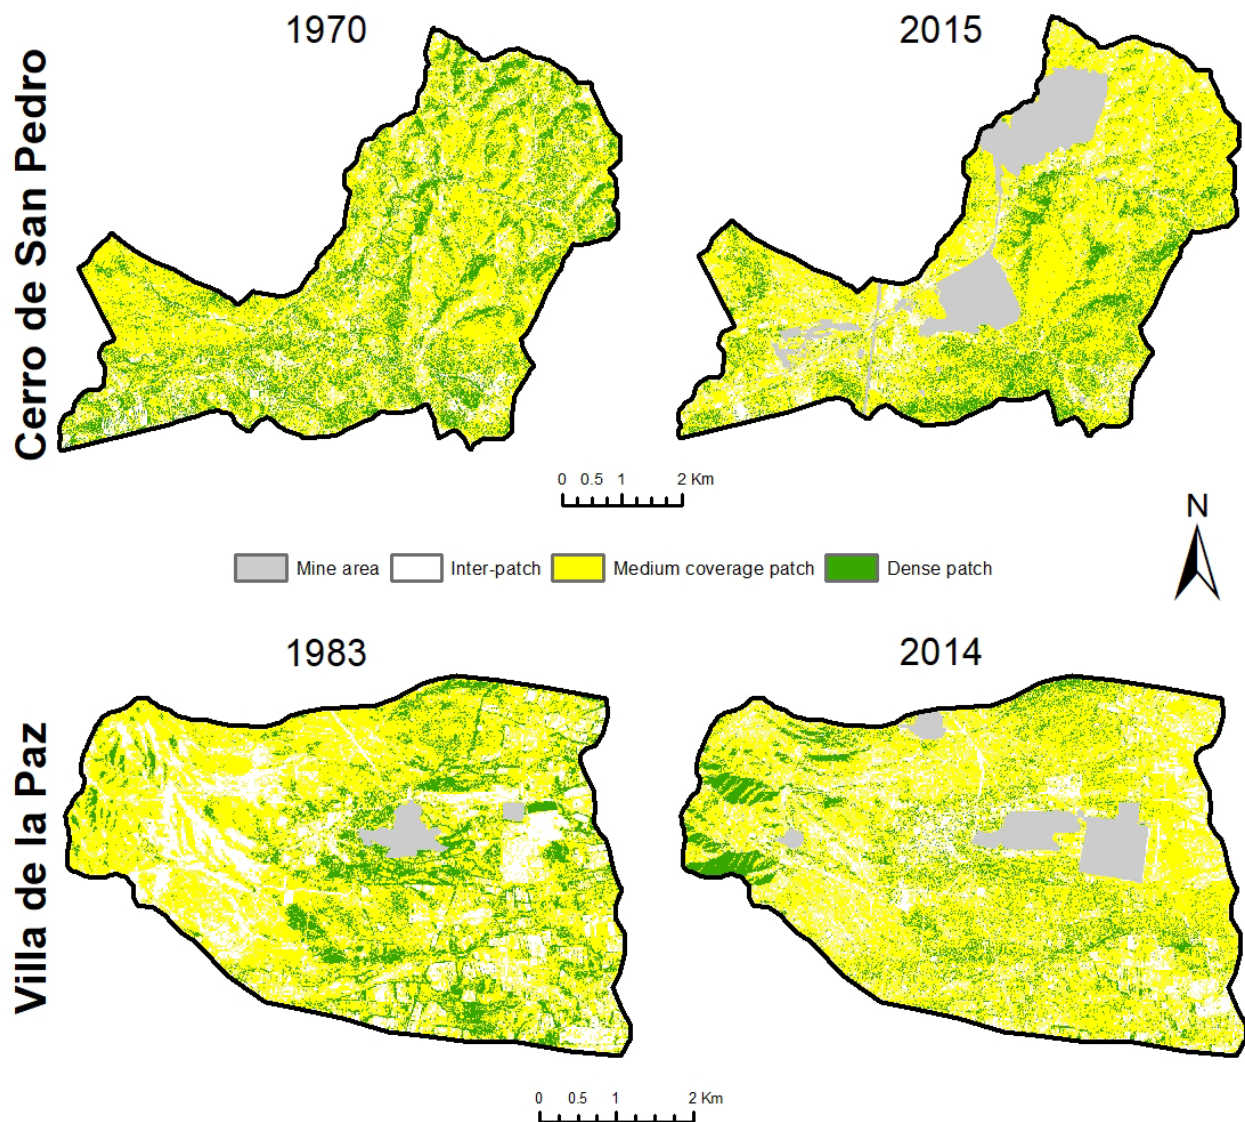 1970
2015
Cerro de San Pedro
0 0.5 1 2 Km
N
Mine area Inter-patch Medium coverage patch Dense patch
1983
2014
Villa de la Paz
0 0.5 1 2 Km